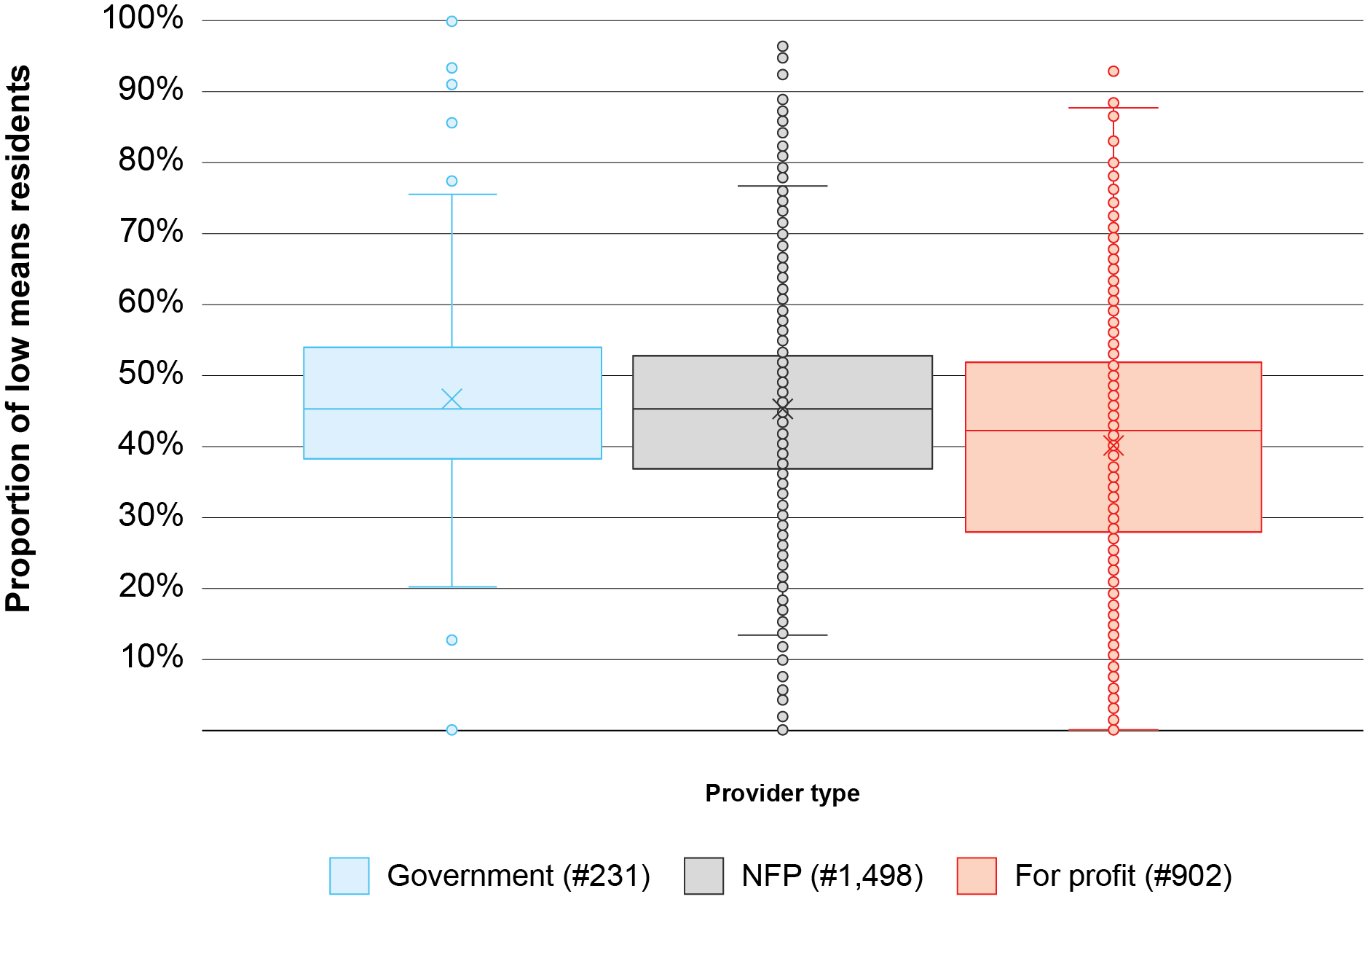 Proportion of low means residents
100%
90%
80%
70%
60%
50%
40%
30%
20%
10%
Provider type
Government (#231)
NFP (#1,498)
For profit (#902)